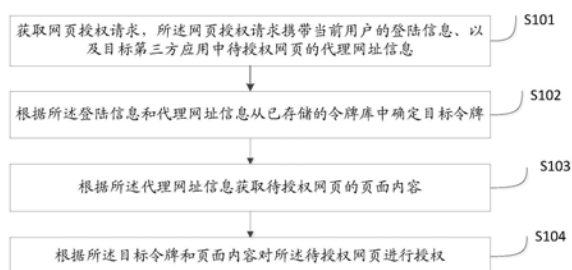 S101
获取网页授权请求，所述网页授权请求携带当前用户的登陆信息、以
及目标第三方应用中待授权网页的代理网址信息
S102
根据所述登陆信息和代理网址信息从已存储的令牌库中确定目标令牌
S103
根据所述代理网址信息获取待授权网页的页面内容
S104
根据所述目标令牌和页面内容对所述待授权网页进行授权